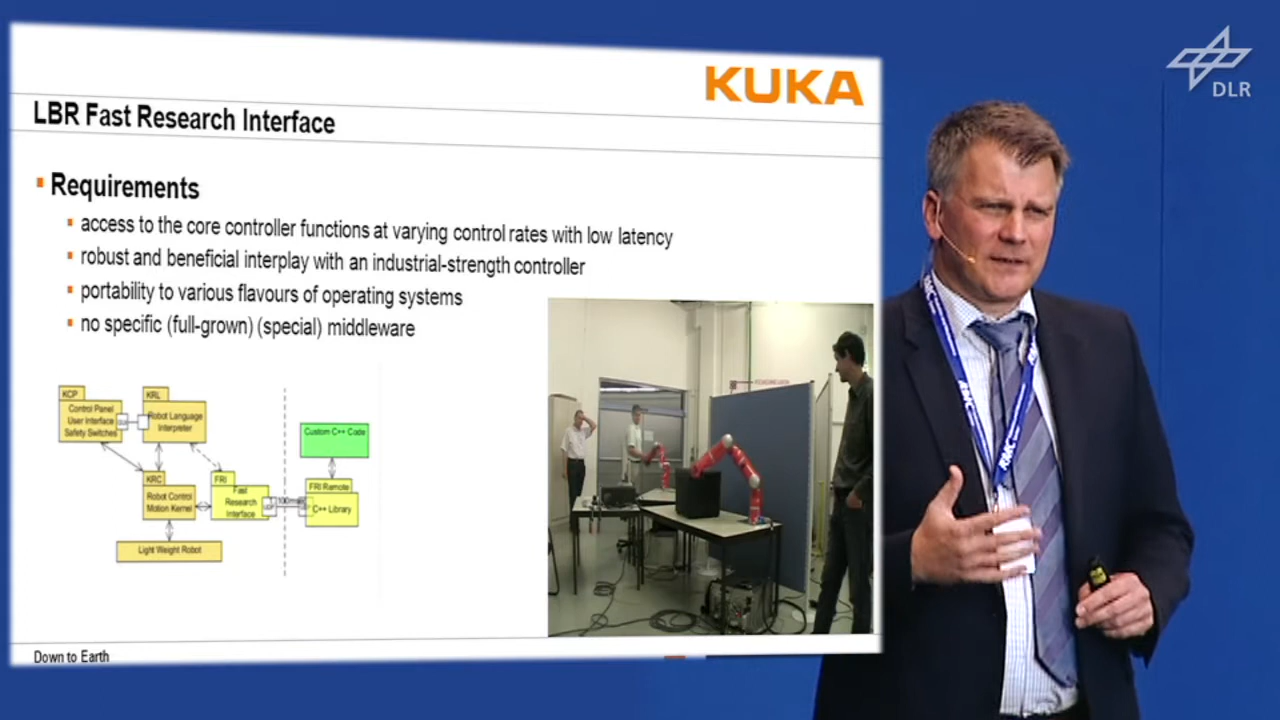 KUKA
DLR
LBR Fast Research Interface
Requirements
access to the core controller functions at varying control rates with low latency
robust and beneficial interplay with an industrial-strength controller
portability to various flavours of operating systems
no specific (full-grown) (special) middleware
KCP
Control Panel
User Interface
Safety Switches
KRL
Robot Language
Interpreter
Custom C++ Code
KRC
Robot Control
Motion Kernel
FRI
Fast
Research
Interface
FRI Remote
C++ Library
Light Weight Robot
RMC
Down to Earth